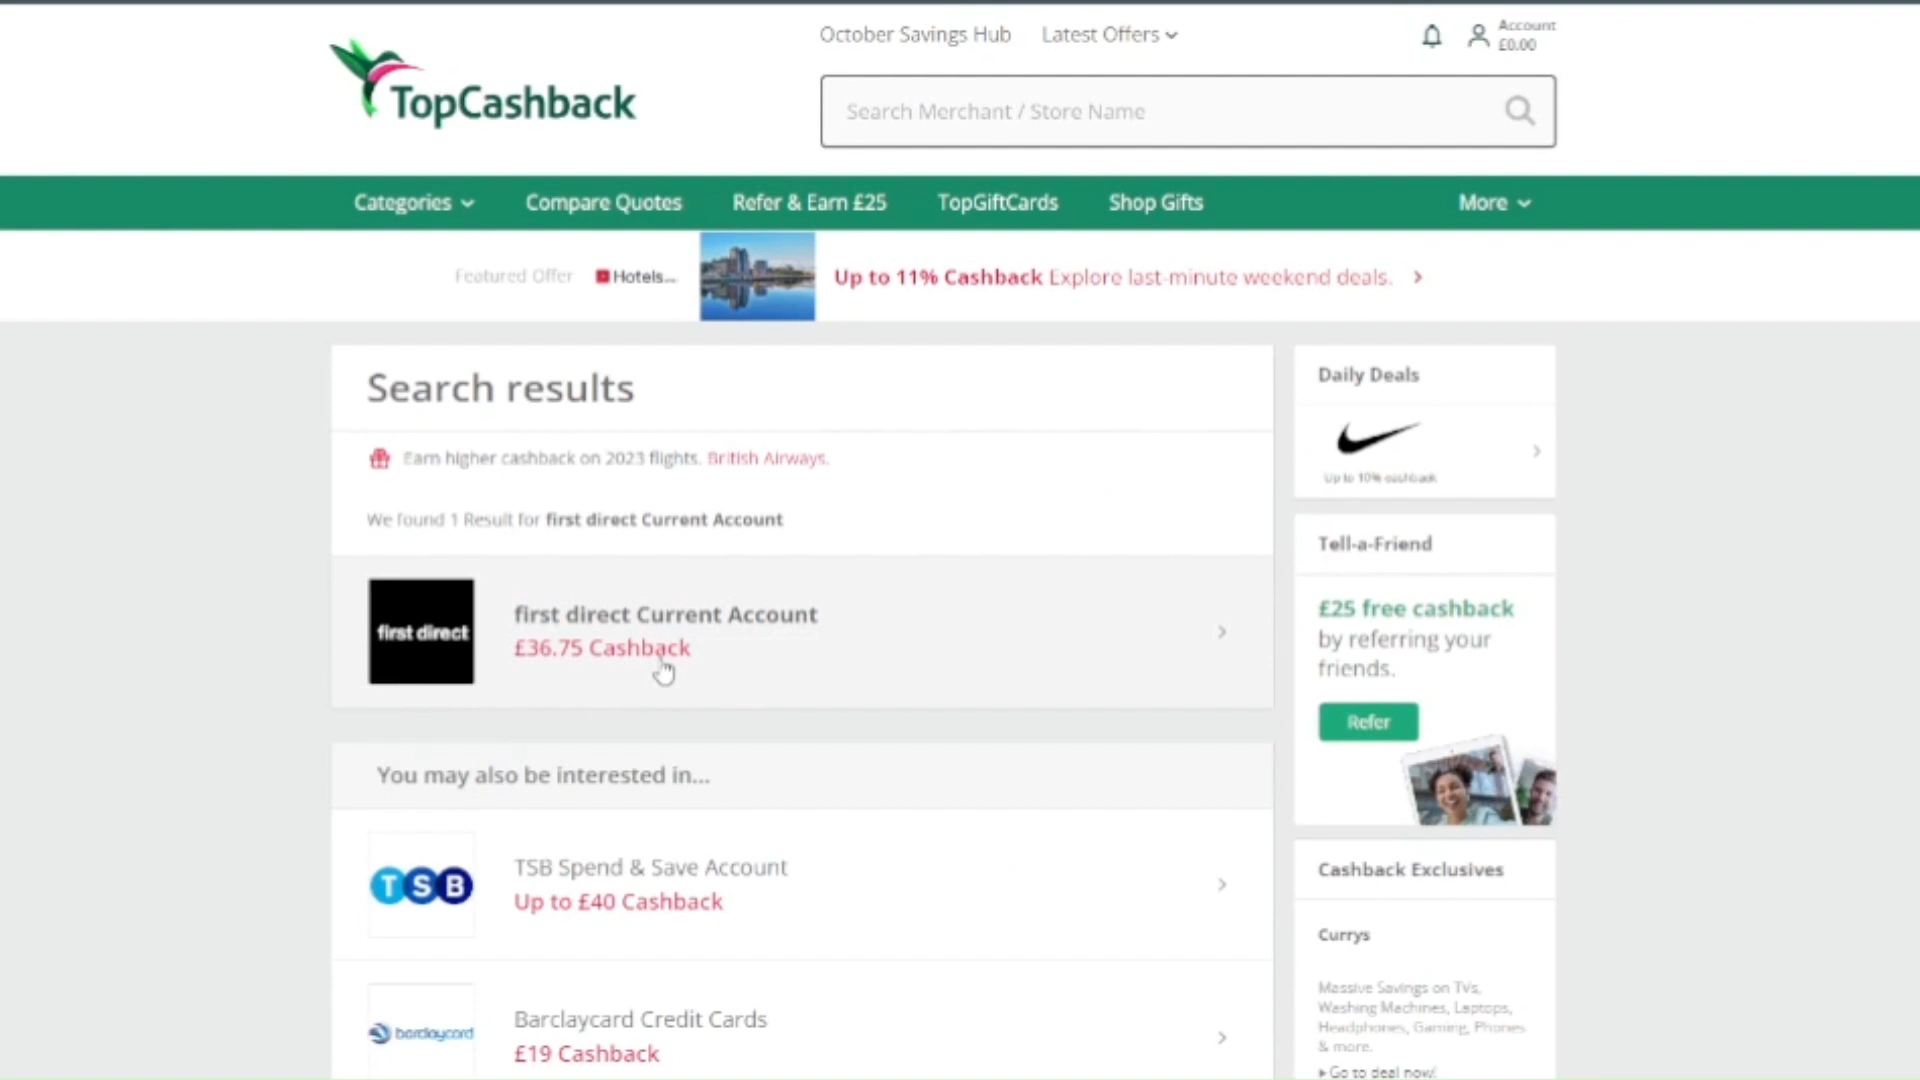 October Savings Hub
Latest Offers
Account
£0.00
TopCashback
Search Merchant / Store Name
Categories
Compare Quotes
Refer & Earn £25
TopGiftCards
Shop Gifts
More
Featured Offer
Hotels...
Up to 11% Cashback Explore last-minute weekend deals.
Search results
Earn higher cashback on 2023 flights. British Airways.
We found 1 Result for first direct Current Account
first direct
first direct Current Account
£36.75 Cashback
You may also be interested in...
TSB
TSB Spend & Save Account
Up to £40 Cashback
barclaycard
Barclaycard Credit Cards
£19 Cashback
Daily Deals
Up to 10% cashback
Tell-a-Friend
£25 free cashback
by referring your
friends.
Refer
Cashback Exclusives
Currys
Massive Savings on TVs,
Washing Machines, Laptops,
Headphones, Gaming, Phones
& more.
Go to deal now!